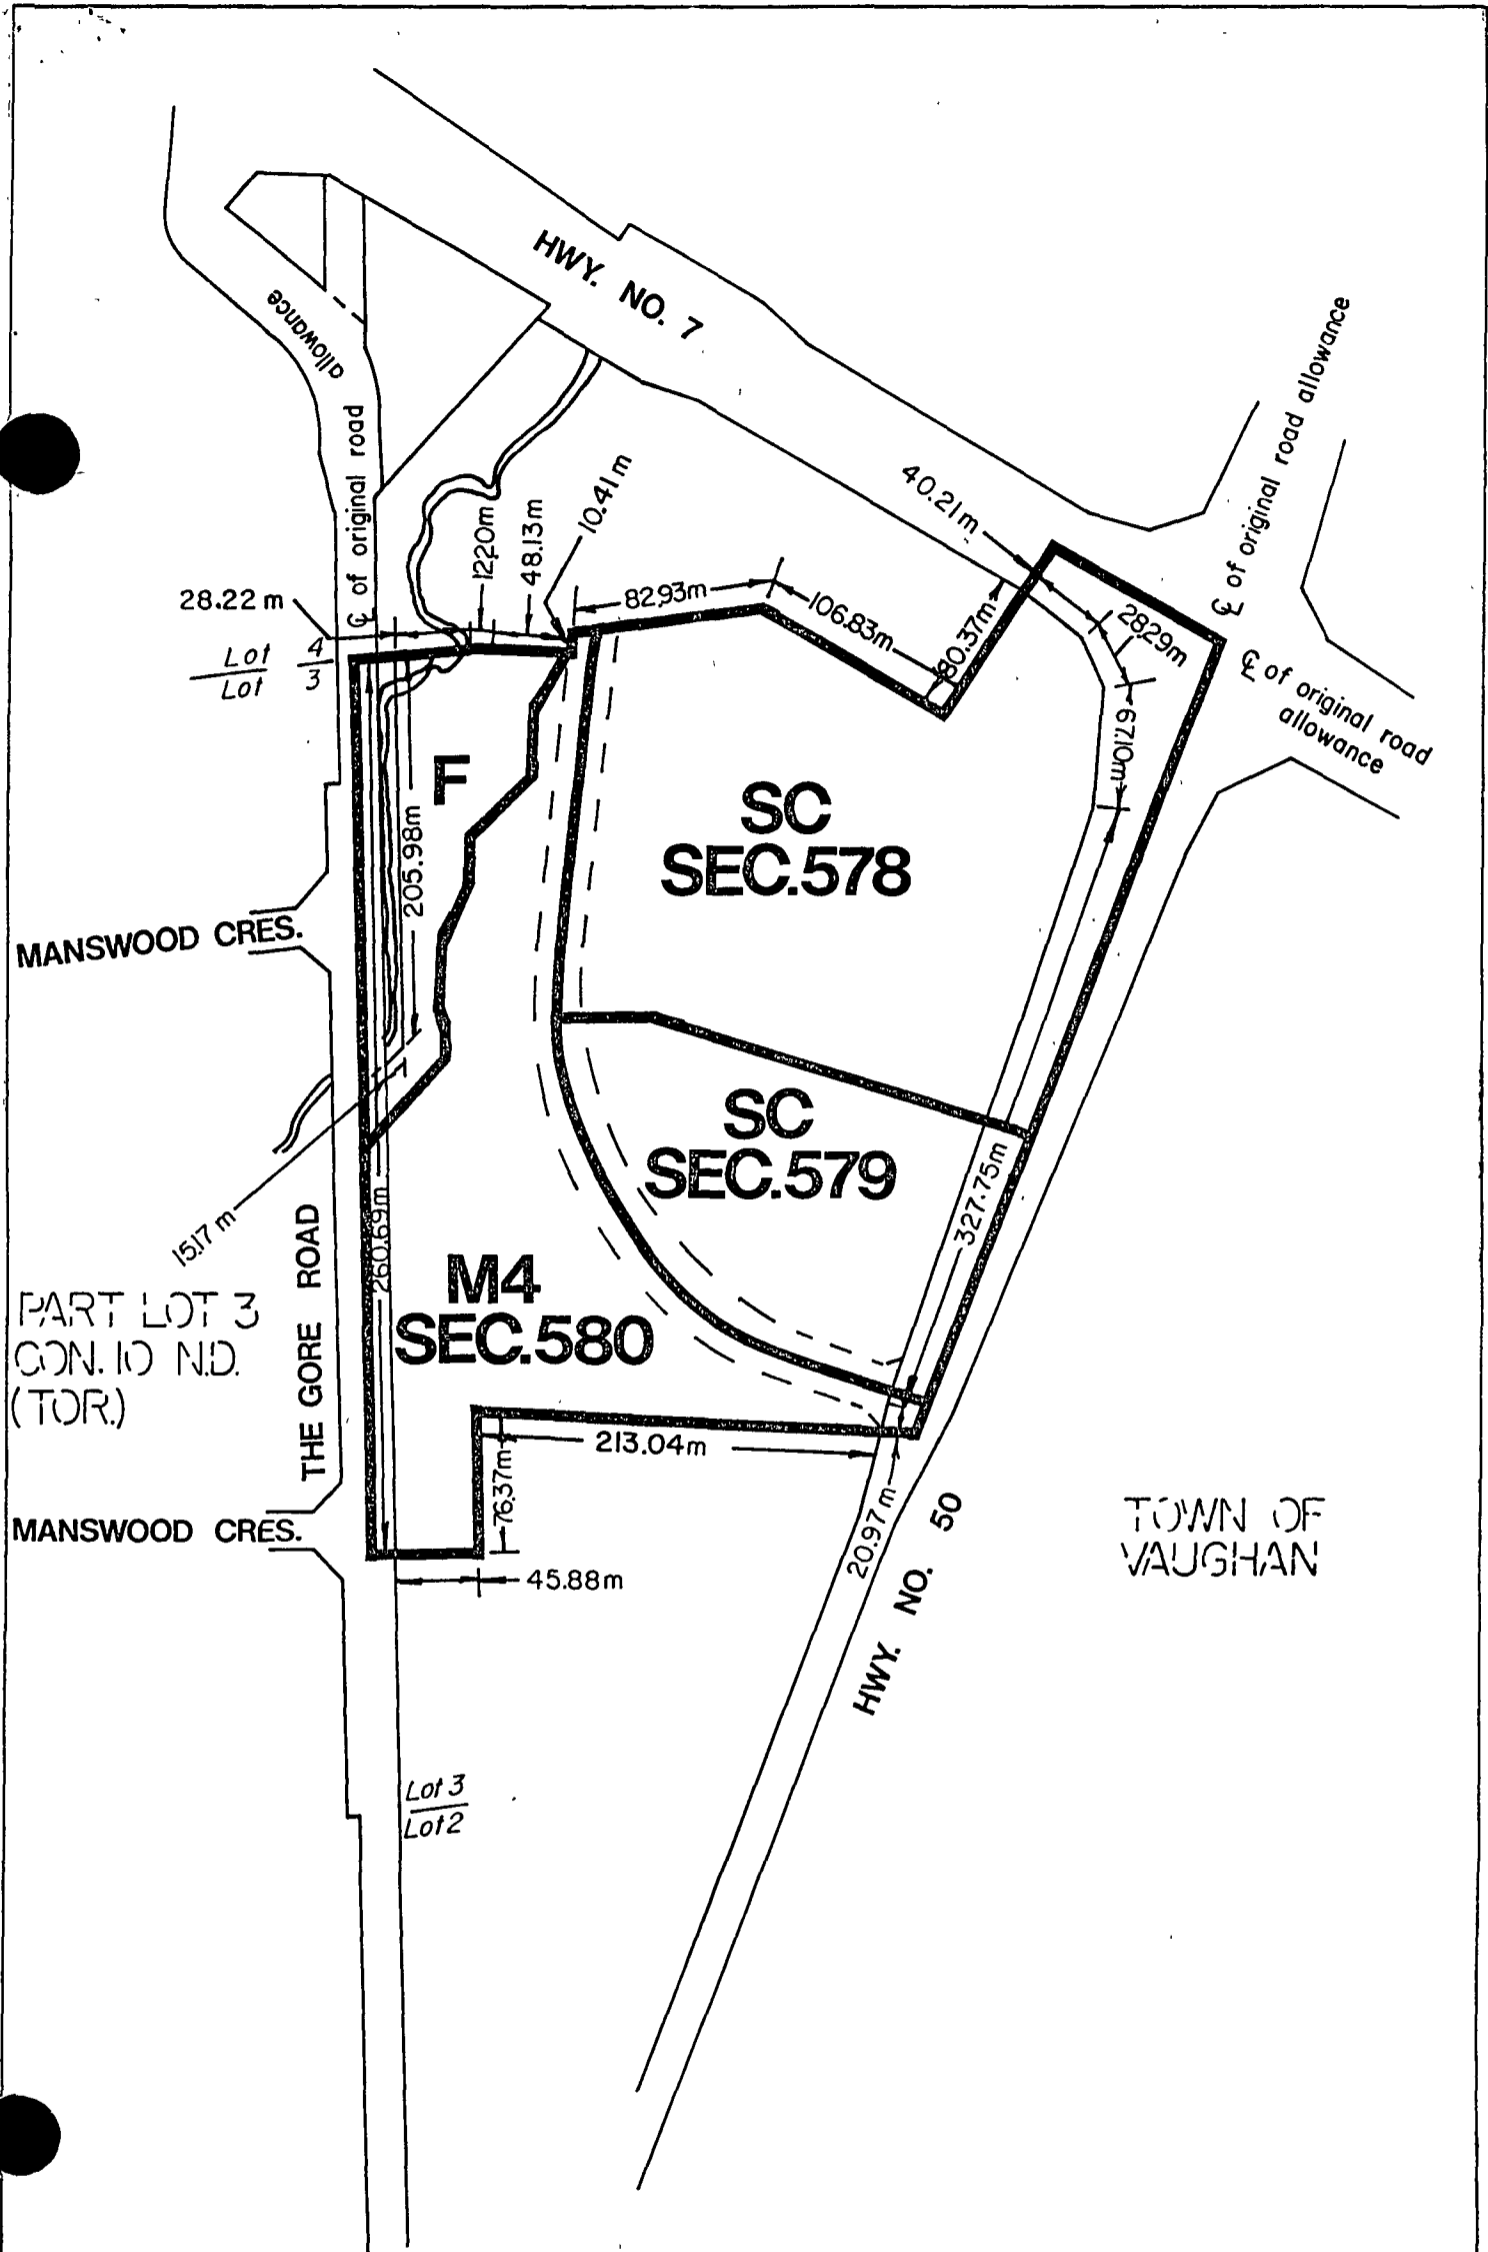 HWY. NO. 7
allowance
℄ of original road
℄ of original road allowance
40.21m
10.41m
48.13m
12.20m
28.22 m
82.93m
106.83m
80.37m
28.29m
Lot 4
Lot 3
℄ of original road
allowance
67.10m
F
205.98m
SC
SEC.578
MANSWOOD CRES.
SC
SEC.579
327.75m
15.17 m
260.69m
THE GORE ROAD
M4
SEC.580
PART LOT 3
CON. 10 N.D.
(TOR.)
213.04m
76.37m
20.97 m
MANSWOOD CRES.
45.88m
HWY. NO. 50
TOWN OF
VAUGHAN
Lot 3
Lot 2